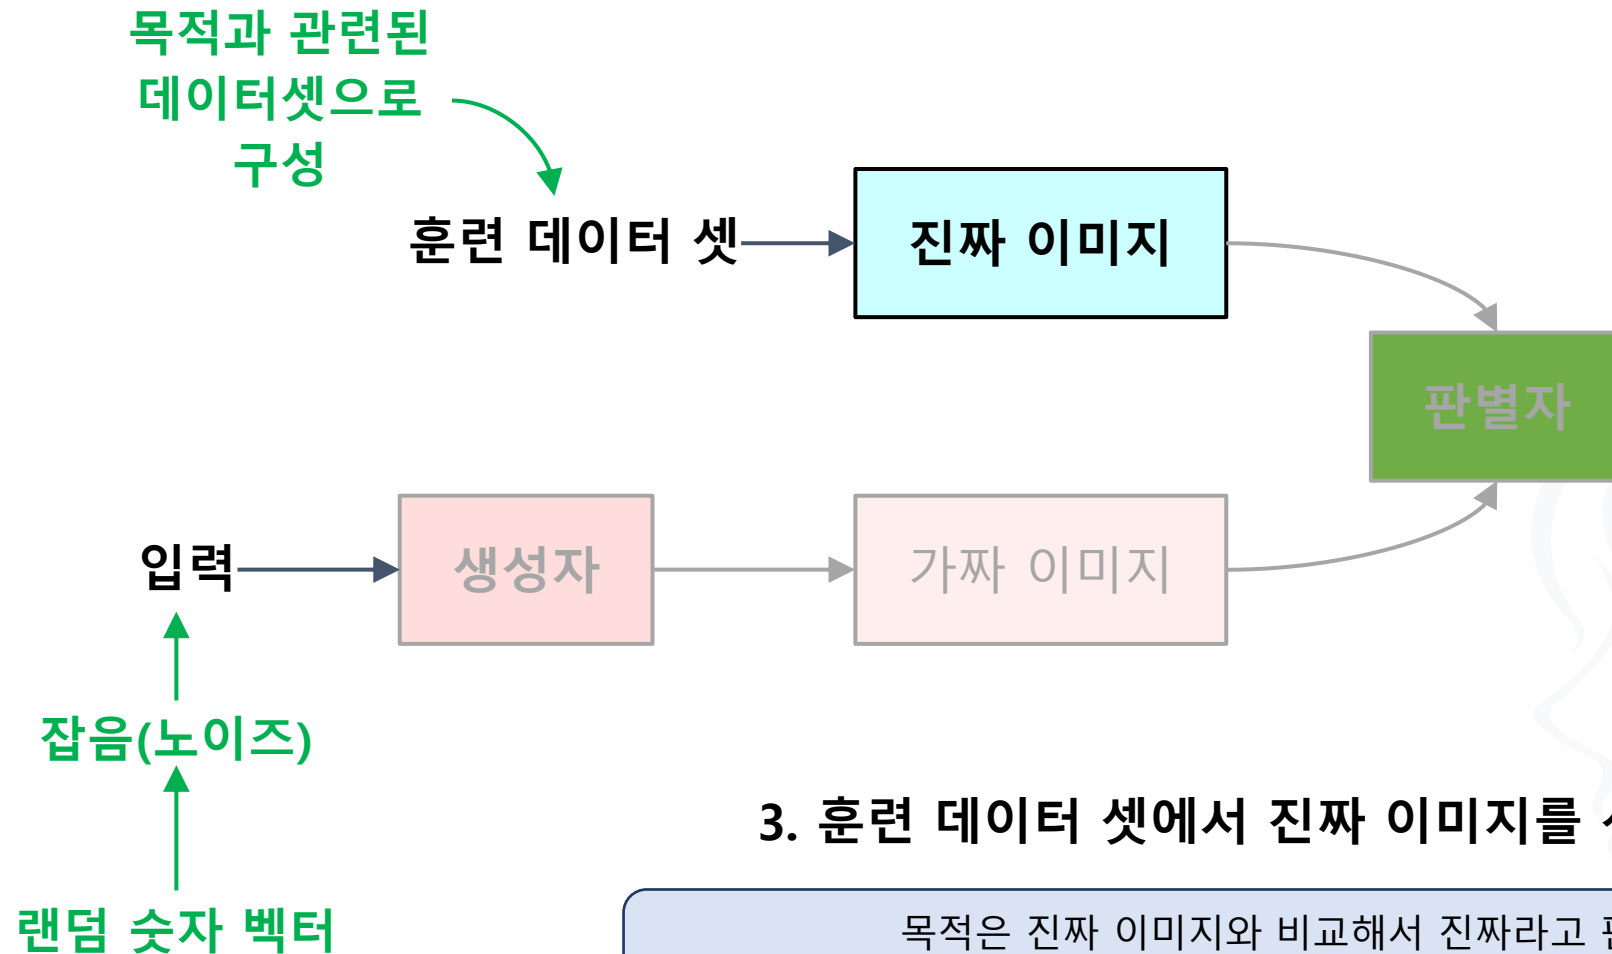 목적과 관련된
데이터셋으로
구성
훈련 데이터 셋
진짜 이미지
판별자
입력
생성자
가짜 이미지
잡음(노이즈)
3. 훈련 데이터 셋에서 진짜 이미지를
랜덤 숫자 벡터
목적은 진짜 이미지와 비교해서 진짜라고